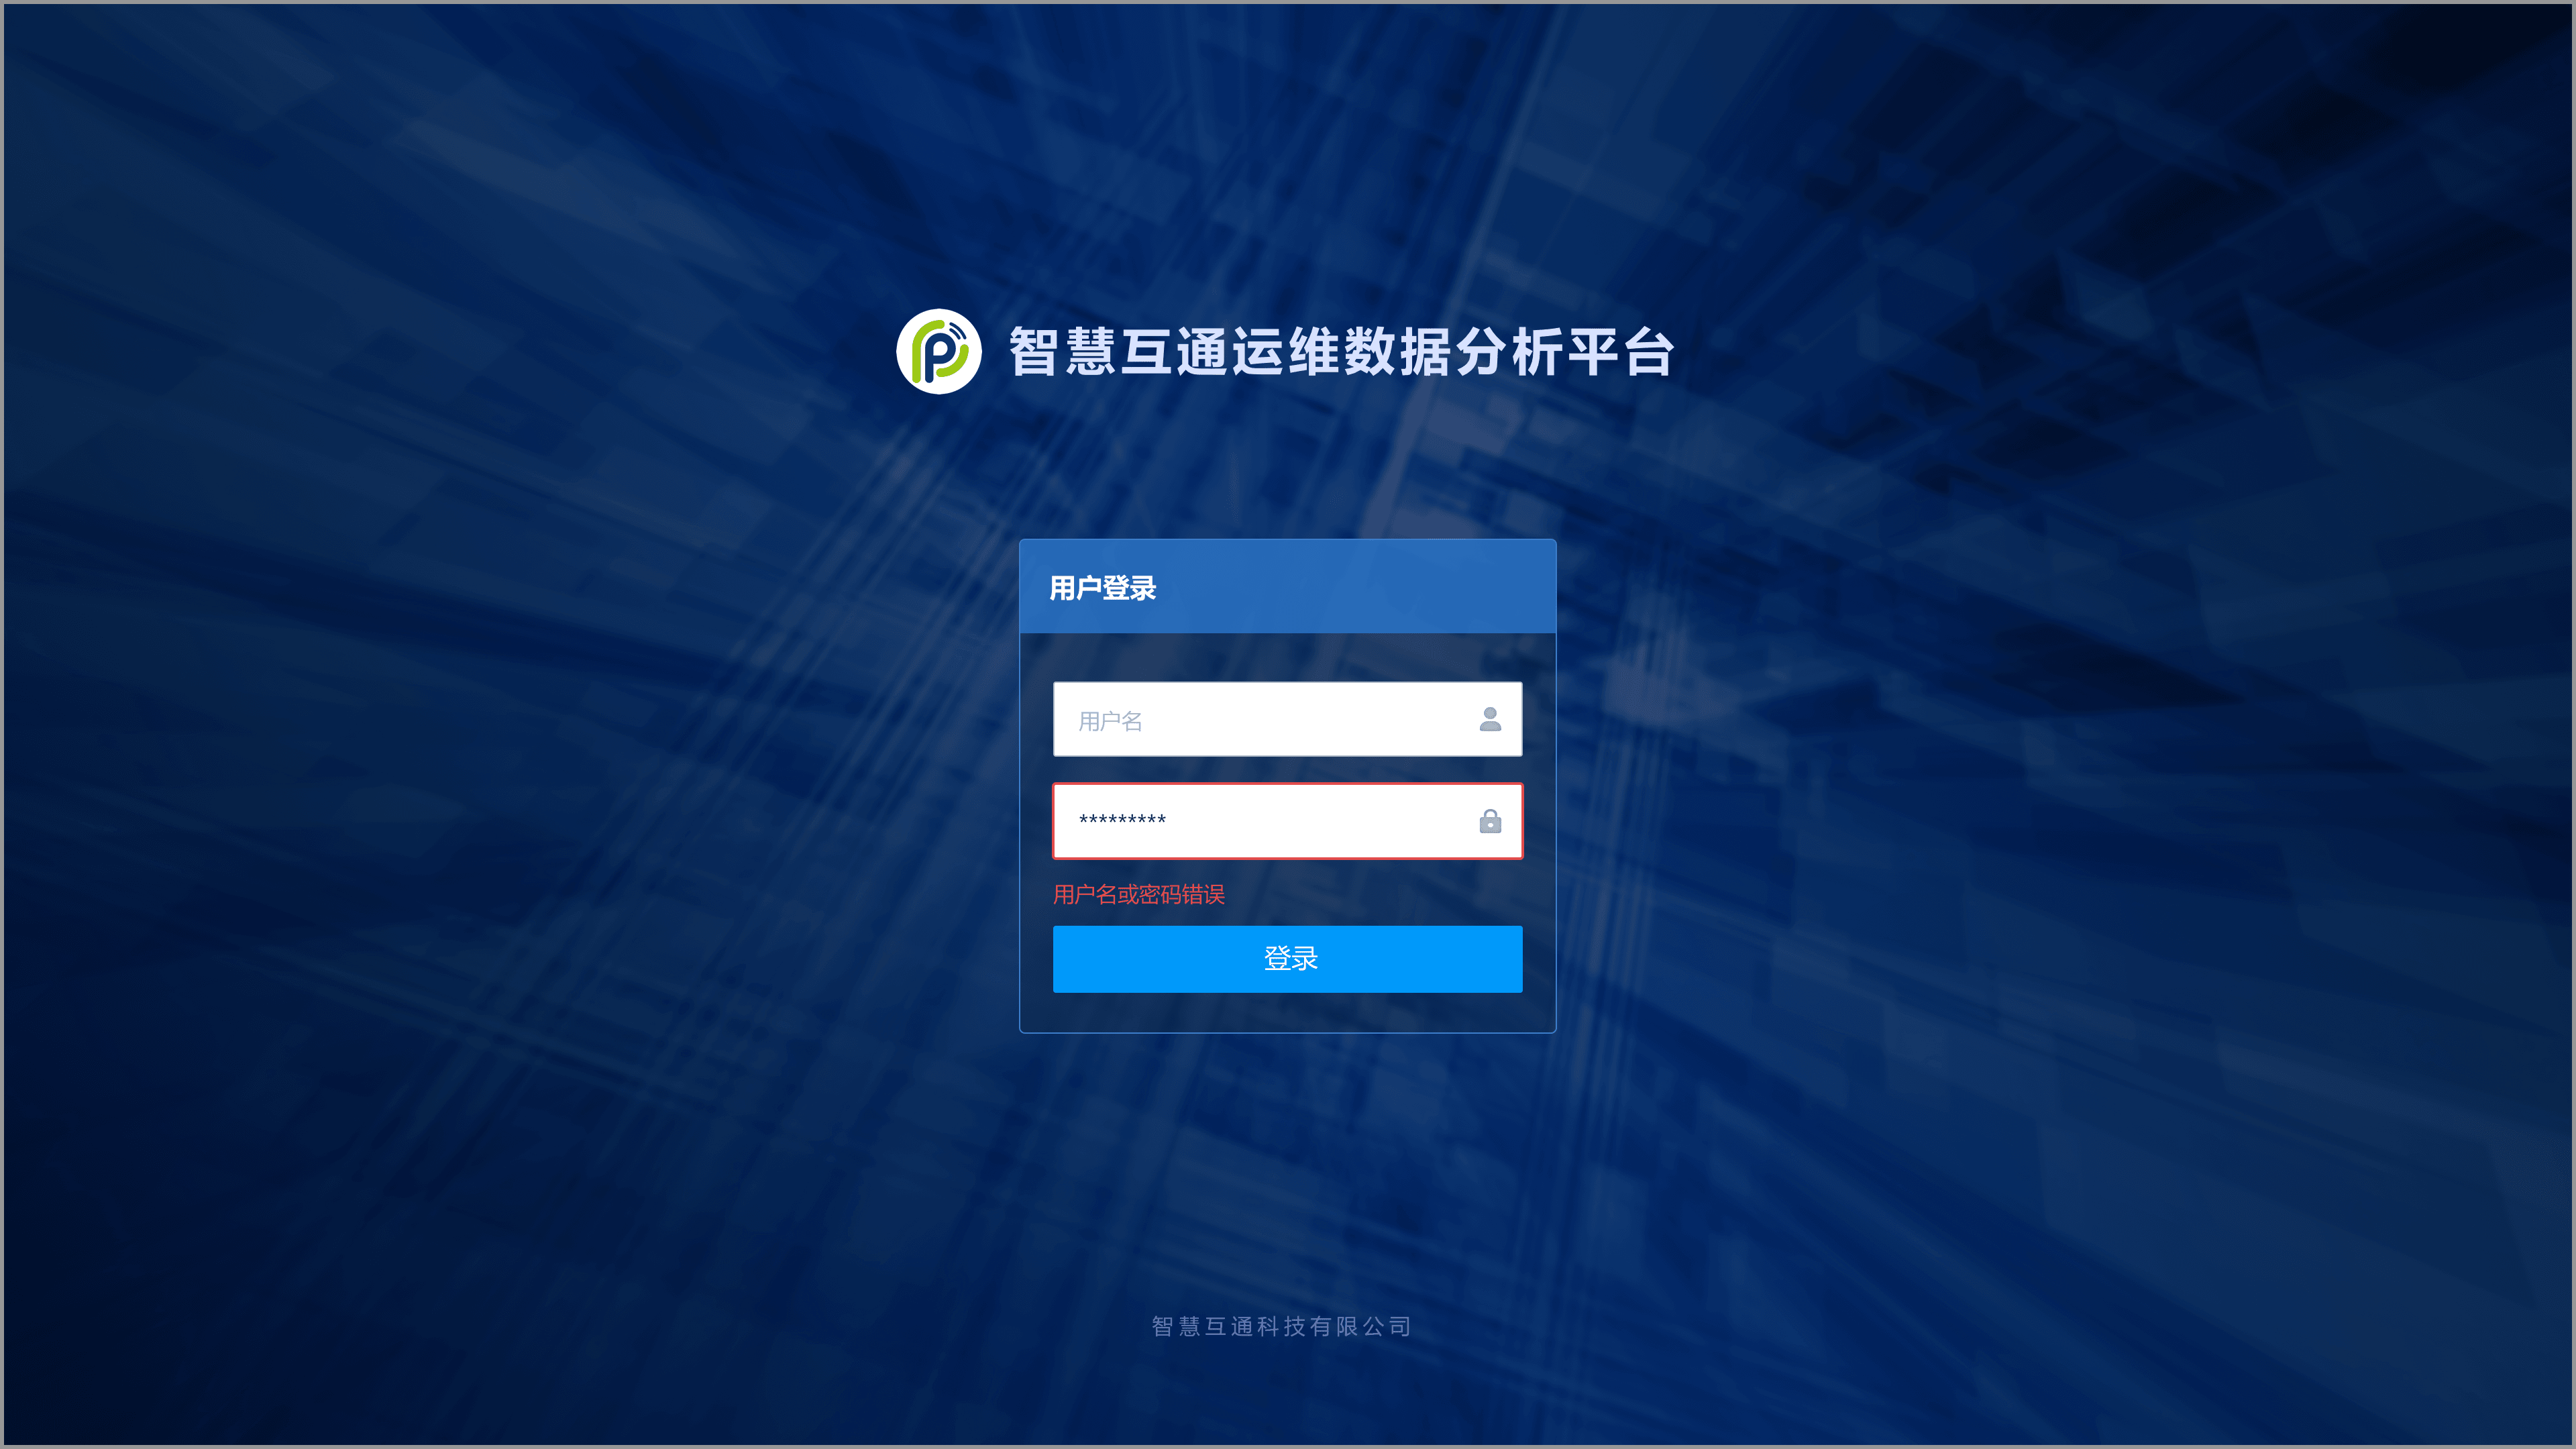 智慧互通运维数据分析平台
用户登录
用户名
*********
用户名或密码错误
登录
智慧互通科技有限公司